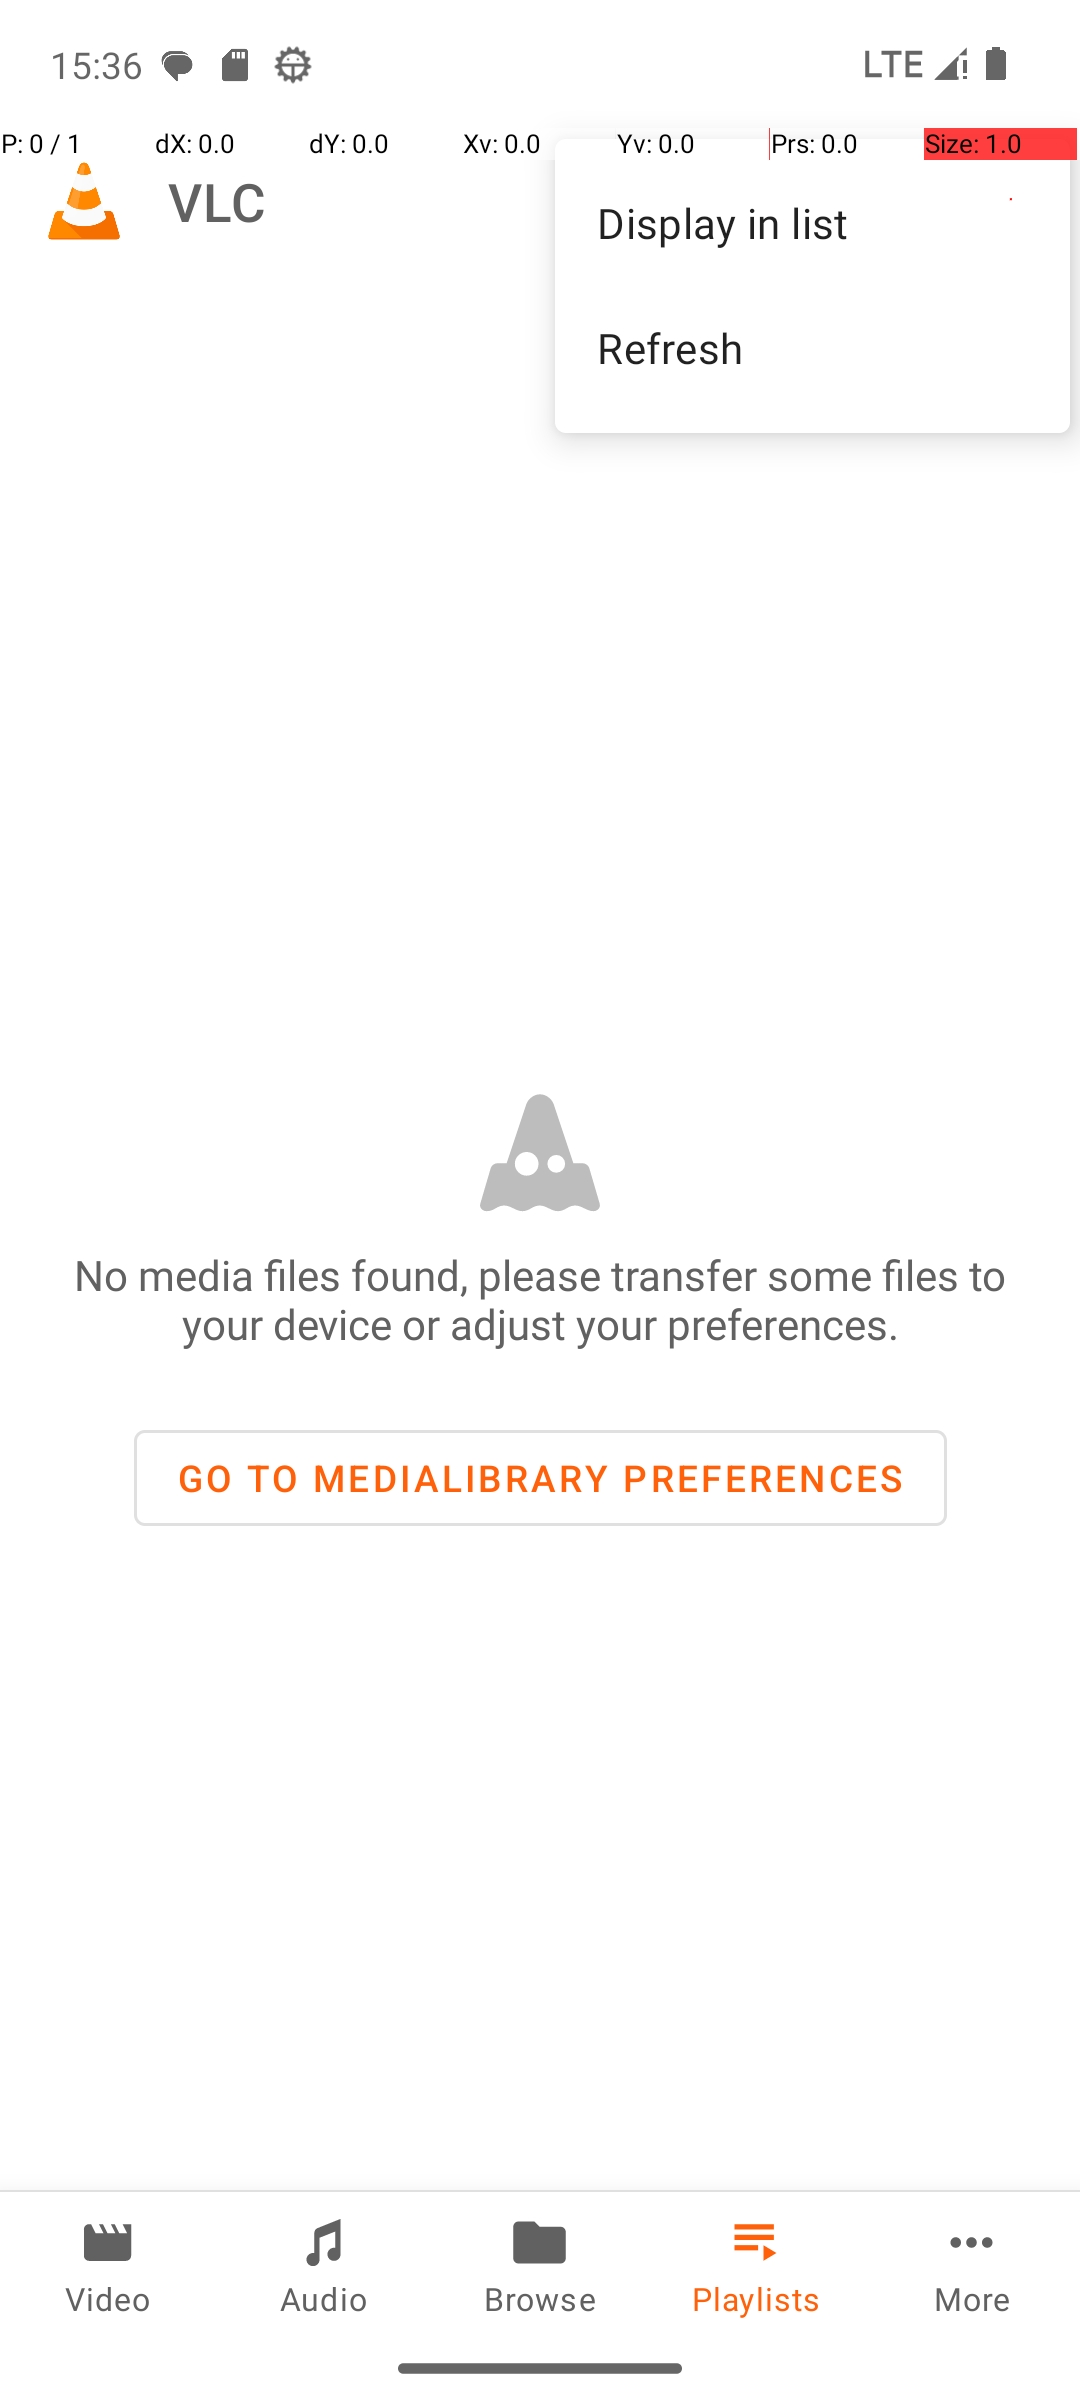 15:36
LTE
P: 0 / 1 dX: 0.0 dY: 0.0 Xv: 0.0 Yv: 0.0 Prs: 0.0 Size: 1.0
VLC
Display in list
Refresh
No media files found, please transfer some files to
your device or adjust your preferences.
GO TO MEDIALIBRARY PREFERENCES
Video Audio Browse Playlists More